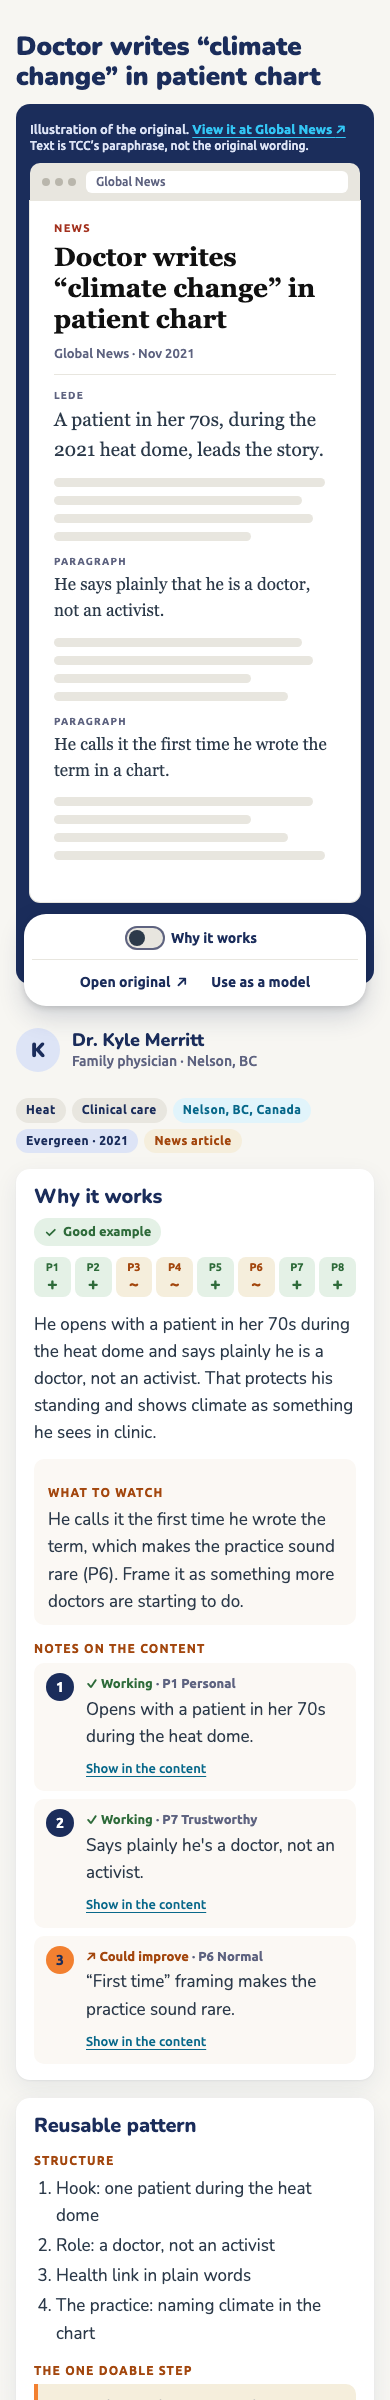 Doctor writes “climate
change” in patient chart
Illustration of the original. View it at Global News ↗
Text is TCC’s paraphrase, not the original wording.
Global News
NEWS
Doctor writes
“climate change” in
patient chart
Global News · Nov 2021
LEDE
A patient in her 70s, during the
2021 heat dome, leads the story.
PARAGRAPH
He says plainly that he is a doctor,
not an activist.
PARAGRAPH
He calls it the first time he wrote the
term in a chart.
Why it works
Open original ↗ Use as a model
K
Dr. Kyle Merritt
Family physician · Nelson, BC
Heat Clinical care Nelson, BC, Canada
Evergreen · 2021 News article
Why it works
✓ Good example
P1 P2 P3 P4 P5 P6 P7 P8
+ + ~ ~ + ~ + +
He opens with a patient in her 70s during
the heat dome and says plainly he is a
doctor, not an activist. That protects his
standing and shows climate as something
he sees in clinic.
WHAT TO WATCH
He calls it the first time he wrote the
term, which makes the practice sound
rare (P6). Frame it as something more
doctors are starting to do.
NOTES ON THE CONTENT
1 ✓ Working · P1 Personal
Opens with a patient in her 70s
during the heat dome.
Show in the content
2 ✓ Working · P7 Trustworthy
Says plainly he's a doctor, not an
activist.
Show in the content
3 ↗ Could improve · P6 Normal
“First time” framing makes the
practice sound rare.
Show in the content
Reusable pattern
STRUCTURE
1. Hook: one patient during the heat
dome
2. Role: a doctor, not an activist
3. Health link in plain words
4. The practice: naming climate in the
chart
THE ONE DOABLE STEP